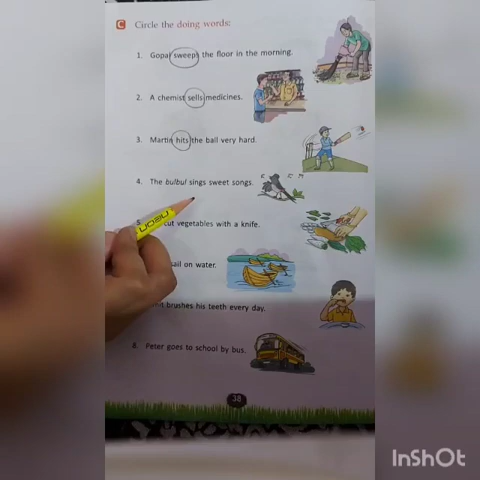 C Circle the doing words:
1. Gopal sweeps the floor in the morning.
2. A chemist sells medicines.
3. Martin hits the ball very hard.
4. The bulbul sings sweet songs.
5. cut vegetables with a knife.
sail on water.
brushes his teeth every day.
8. Peter goes to school by bus.
38
InShOt